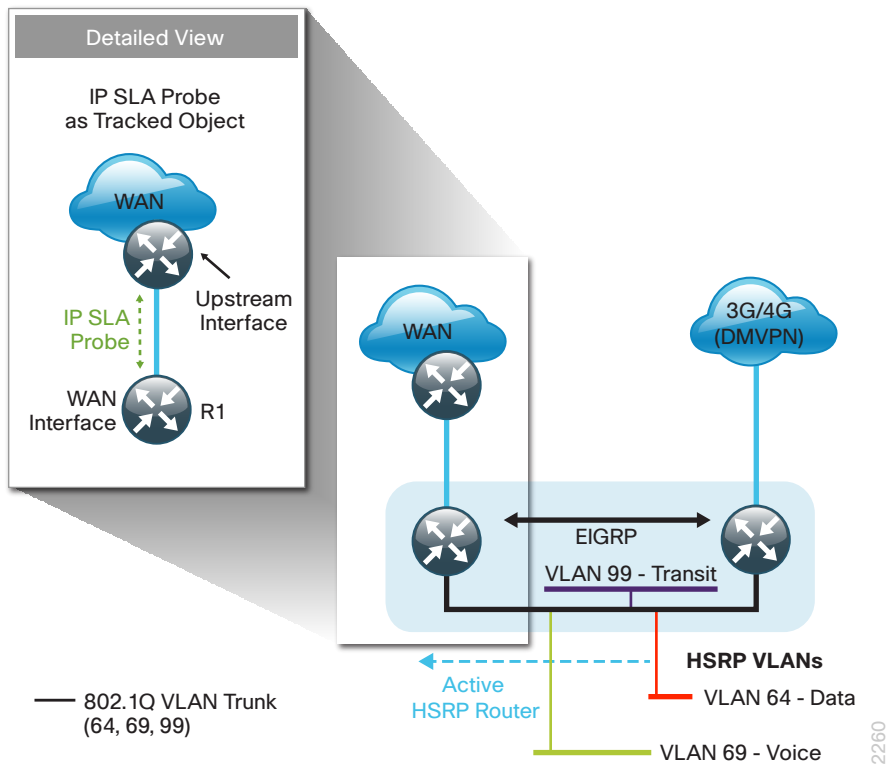 Detailed View
IP SLA Probe
as Tracked Object
WAN
Upstream
Interface
IP SLA
Probe
WAN
Interface
R1
WAN
3G/4G
(DMVPN)
EIGRP
VLAN 99 - Transit
HSRP VLANs
Active
HSRP Router
VLAN 64 - Data
802.1Q VLAN Trunk
(64, 69, 99)
VLAN 69 - Voice
2260